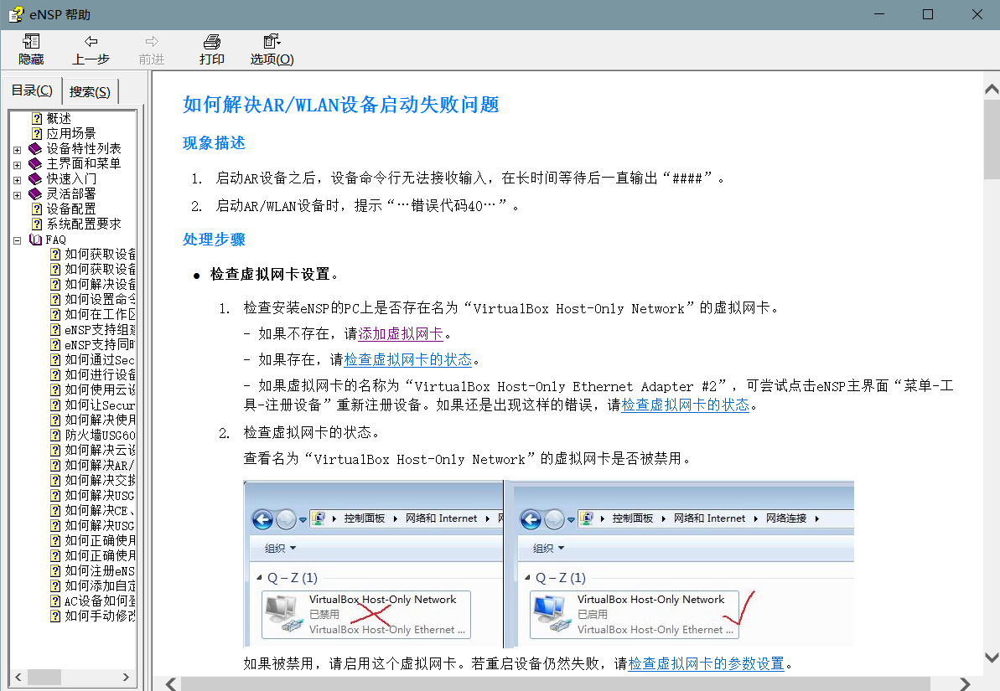 eNSP 帮助
隐藏 上一步 前进 打印 选项(O)
目录(C) 搜索(S)
概述
应用场景
设备特性列表
主界面和菜单
快速入门
灵活部署
设备配置
系统配置要求
FAQ
如何获取设备
如何获取设备
如何解决设备
如何设置命令
如何在工作区
eNSP支持组建
eNSP支持同时
如何通过Sec
如何进行设备
如何使用云设
如何让Secur
如何解决使用
防火墙USG60
如何解决云设
如何解决AR/
如何解决交换
如何解决USG
如何解决CE、
如何解决USG
如何正确使用
如何正确使用
如何注册eNS
如何添加自定
AC设备如何登
如何手动修改
如何解决AR/WLAN设备启动失败问题
现象描述
1. 启动AR设备之后，设备命令行无法接收输入，在长时间等待后一直输出“####”。
2. 启动AR/WLAN设备时，提示“…错误代码40…”。
处理步骤
● 检查虚拟网卡设置。
1. 检查安装eNSP的PC上是否存在名为“VirtualBox Host-Only Network”的虚拟网卡。
- 如果不存在，请添加虚拟网卡。
- 如果存在，请检查虚拟网卡的状态。
- 如果虚拟网卡的名称为“VirtualBox Host-Only Ethernet Adapter #2”，可尝试点击eNSP主界面“菜单-工
具-注册设备”重新注册设备。如果还是出现这样的错误，请检查虚拟网卡的状态。
2. 检查虚拟网卡的状态。
查看名为“VirtualBox Host-Only Network”的虚拟网卡是否被禁用。
控制面板 网络和 Internet
组织
Q – Z (1)
VirtualBox Host-Only Network
已禁用
VirtualBox Host-Only Ethernet ...
控制面板 网络和 Internet 网络连接
组织
Q – Z (1)
VirtualBox Host-Only Network
已启用
VirtualBox Host-Only Ethernet ...
如果被禁用，请启用这个虚拟网卡。若重启设备仍然失败，请检查虚拟网卡的参数设置。